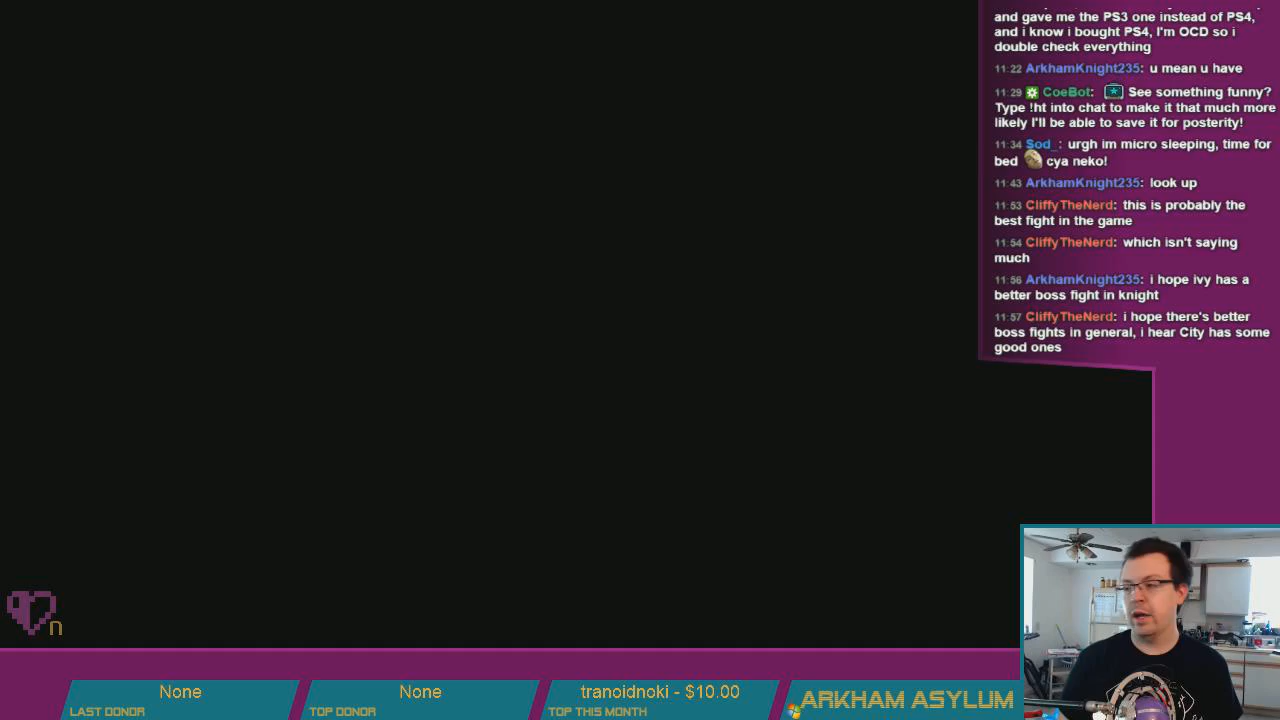 and gave me the PS3 one instead of PS4,
and i know i bought PS4, I'm OCD so i
double check everything
11:22 ArkhamKnight235: u mean u have
11:29 CoeBot: See something funny?
Type !ht into chat to make it that much more
likely I'll be able to save it for posterity!
11:34 Sod_: urgh im micro sleeping, time for
bed cya neko!
11:43 ArkhamKnight235: look up
11:53 CliffyTheNerd: this is probably the
best fight in the game
11:54 CliffyTheNerd: which isn't saying
much
11:56 ArkhamKnight235: i hope ivy has a
better boss fight in knight
11:57 CliffyTheNerd: i hope there's better
boss fights in general, i hear City has some
good ones
n
None
LAST DONOR
None
TOP DONOR
tranoidnoki - $10.00
TOP THIS MONTH
ARKHAM ASYLUM